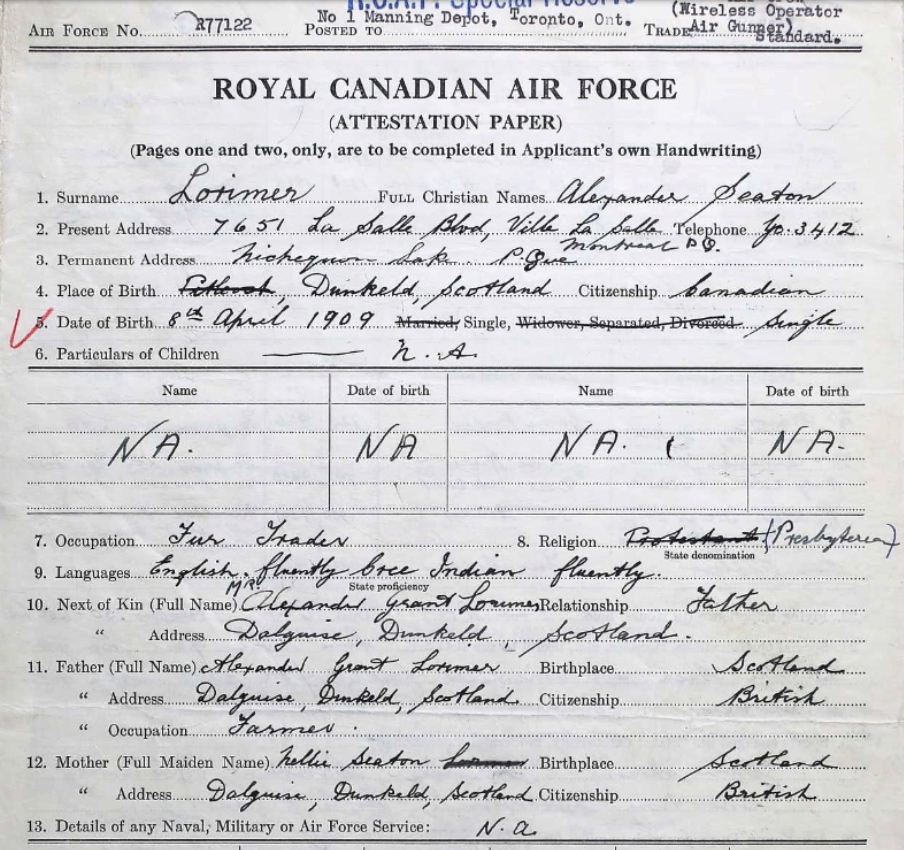 R.C.A.F. Special Reserve
(Wireless Operator
AIR FORCE NO. R77122 No 1 Manning Depot, Toronto, Ont. POSTED TO TRADE Air Gunner) Standard.
ROYAL CANADIAN AIR FORCE
(ATTESTATION PAPER)
(Pages one and two, only, are to be completed in Applicant's own Handwriting)
1. Surname Lorimer FULL Christian Names Alexander Seaton
2. Present Address 7651 La Salle Blvd, Ville La Salle Telephone Yo.3412
Montreal P.Q.
3. Permanent Address Nichequon Lake P. Que
4. Place of Birth , Dunkeld, Scotland Citizenship Canadian
5. Date of Birth 8th April 1909 Married, Single, Widower, Separated, Divorced Single
6. Particulars of Children N.A.
Name Date of birth Name Date of birth
NA. NA NA. NA.
7. Occupation Fur Trader 8. Religion Protestant (Presbyterea)
State denomination
9. Languages English. fluently Cree Indian fluently.
State proficiency
MR.
10. Next of Kin (Full Name) Alexander Grant Lorimer Relationship Father
" Address Dalguise, Dunkeld, Scotland.
11. Father (Full Name) Alexander Grant Lorimer Birthplace Scotland
" Address Dalguise, Dunkeld, Scotland. Citizenship British
" Occupation Farmer.
12. Mother (Full Maiden Name) Nellie Seaton Lorimer Birthplace Scotland
" Address Dalguise, Dunkeld, Scotland Citizenship British
13. Details of any Naval, Military or Air Force Service: N.a.